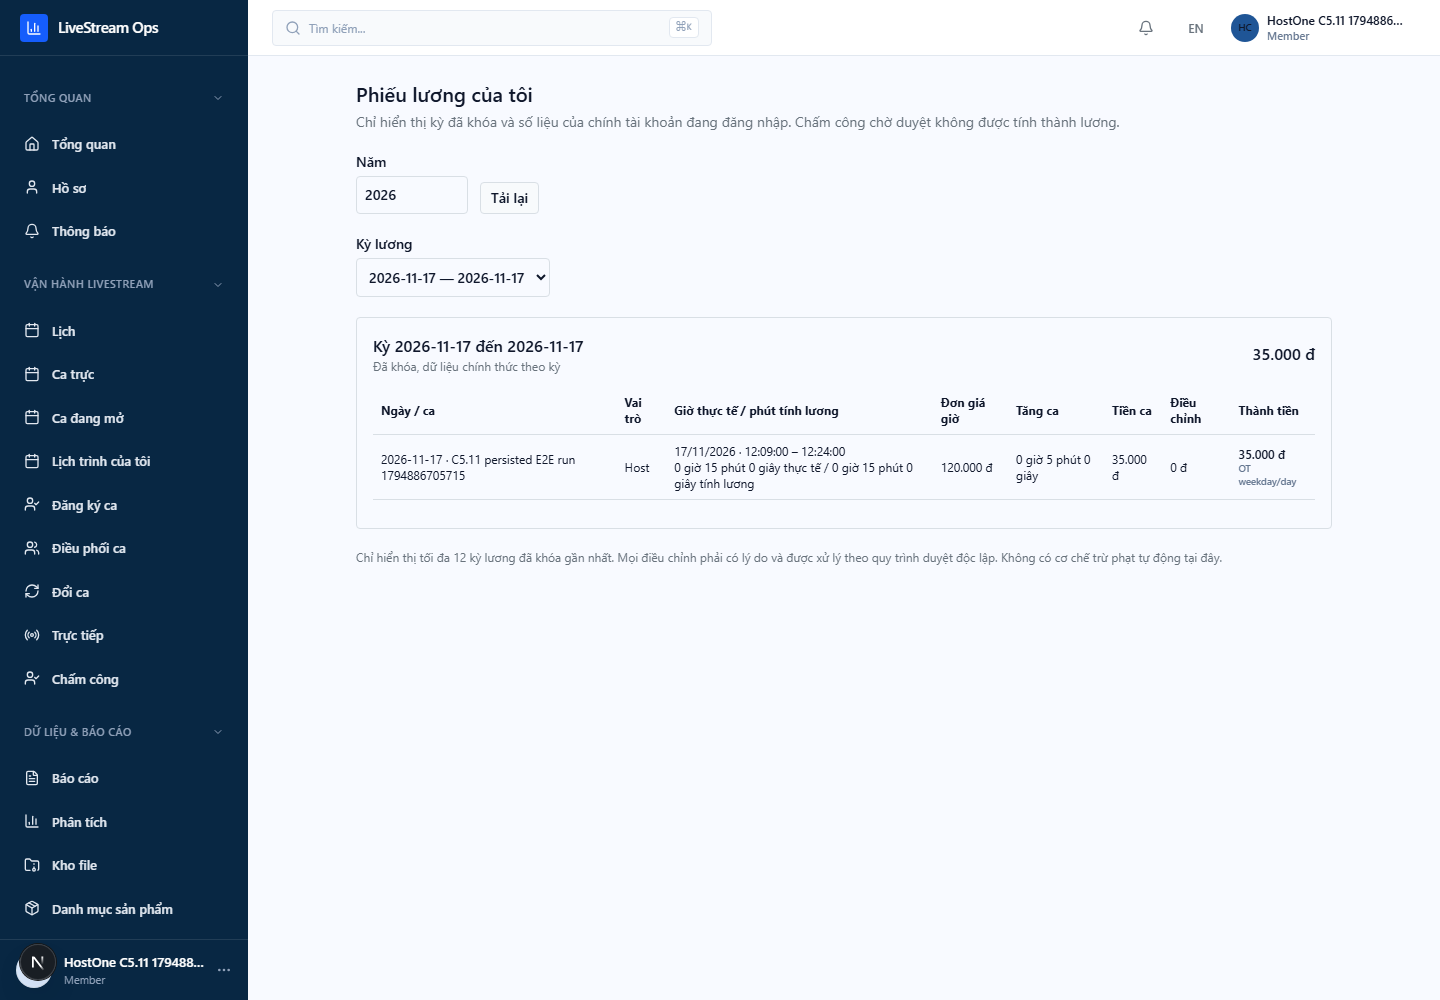 LiveStream Ops
Tìm kiếm...
⌘K
EN
HC
HostOne C5.11 1794886...
Member
TỔNG QUAN
Tổng quan
Hồ sơ
Thông báo
VẬN HÀNH LIVESTREAM
Lịch
Ca trực
Ca đang mở
Lịch trình của tôi
Đăng ký ca
Điều phối ca
Đổi ca
Trực tiếp
Chấm công
DỮ LIỆU & BÁO CÁO
Báo cáo
Phân tích
Kho file
Danh mục sản phẩm
N
HostOne C5.11 179488...
Member
Phiếu lương của tôi
Chỉ hiển thị kỳ đã khóa và số liệu của chính tài khoản đang đăng nhập. Chấm công chờ duyệt không được tính thành lương.
Năm
2026
Tải lại
Kỳ lương
2026-11-17 — 2026-11-17
Kỳ 2026-11-17 đến 2026-11-17
Đã khóa, dữ liệu chính thức theo kỳ
35.000 đ
Ngày / ca
Vai
trò
Giờ thực tế / phút tính lương
Đơn giá
giờ
Tăng ca
Tiền ca
Điều
chỉnh
Thành tiền
2026-11-17 · C5.11 persisted E2E run
1794886705715
Host
17/11/2026 · 12:09:00 – 12:24:00
0 giờ 15 phút 0 giây thực tế / 0 giờ 15 phút 0
giây tính lương
120.000 đ
0 giờ 5 phút 0
giây
35.000
đ
0 đ
35.000 đ
OT
weekday/day
Chỉ hiển thị tối đa 12 kỳ lương đã khóa gần nhất. Mọi điều chỉnh phải có lý do và được xử lý theo quy trình duyệt độc lập. Không có cơ chế trừ phạt tự động tại đây.